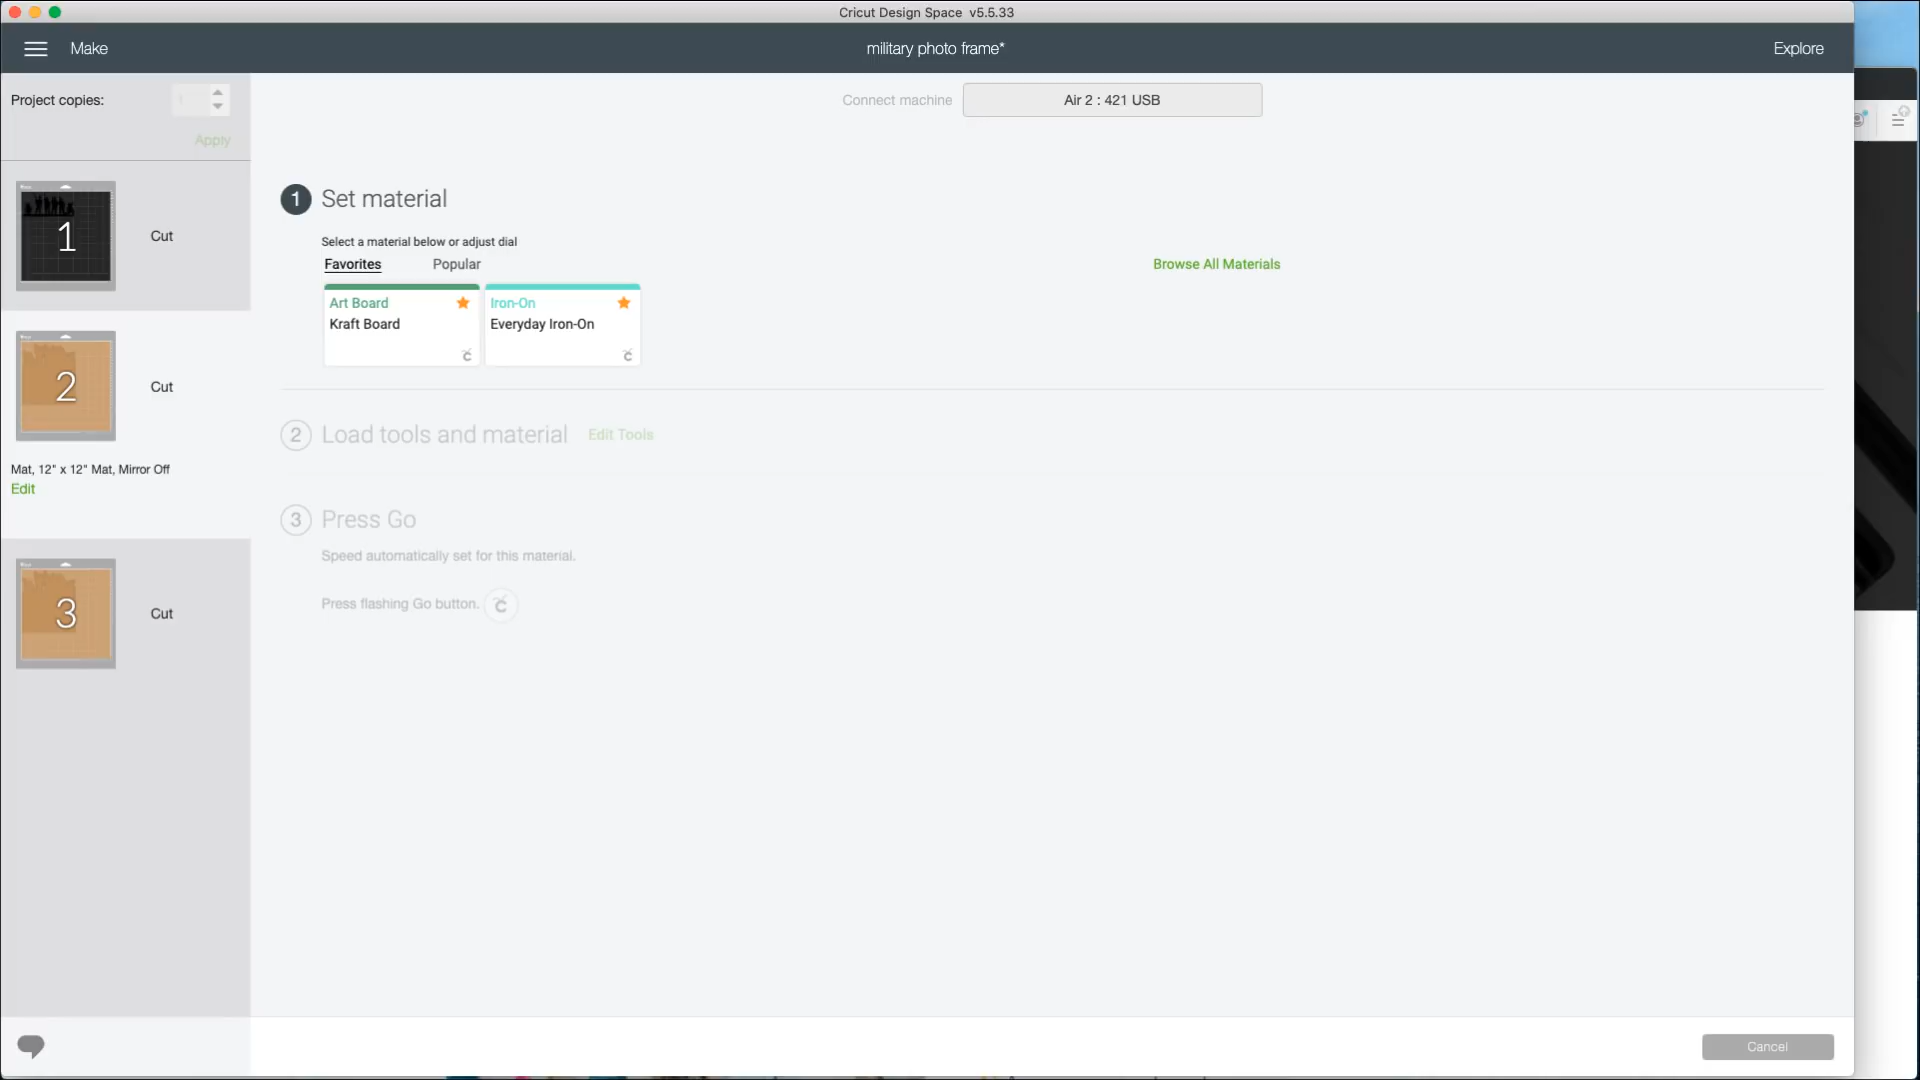 Cricut Design Space v5.5.33
Make
military photo frame*
Explore
Project copies:
1
Apply
Connect machine
Air 2 : 421 USB
1
Cut
2
Cut
Mat, 12" x 12" Mat, Mirror Off
Edit
3
Cut
1 Set material
Select a material below or adjust dial
Favorites
Popular
Browse All Materials
Art Board
Kraft Board
Iron-On
Everyday Iron-On
2 Load tools and material
Edit Tools
3 Press Go
Speed automatically set for this material.
Press flashing Go button.
Cancel